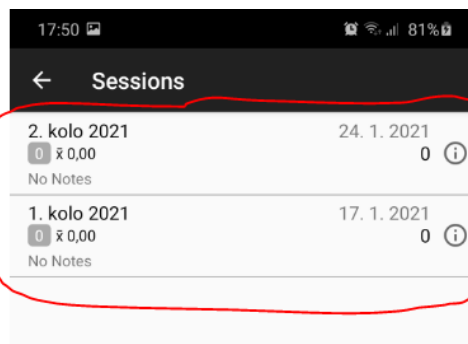 17:50 81%
← Sessions
2. kolo 2021 24. 1. 2021
0 x̄ 0,00 0
No Notes
1. kolo 2021 17. 1. 2021
0 x̄ 0,00 0
No Notes